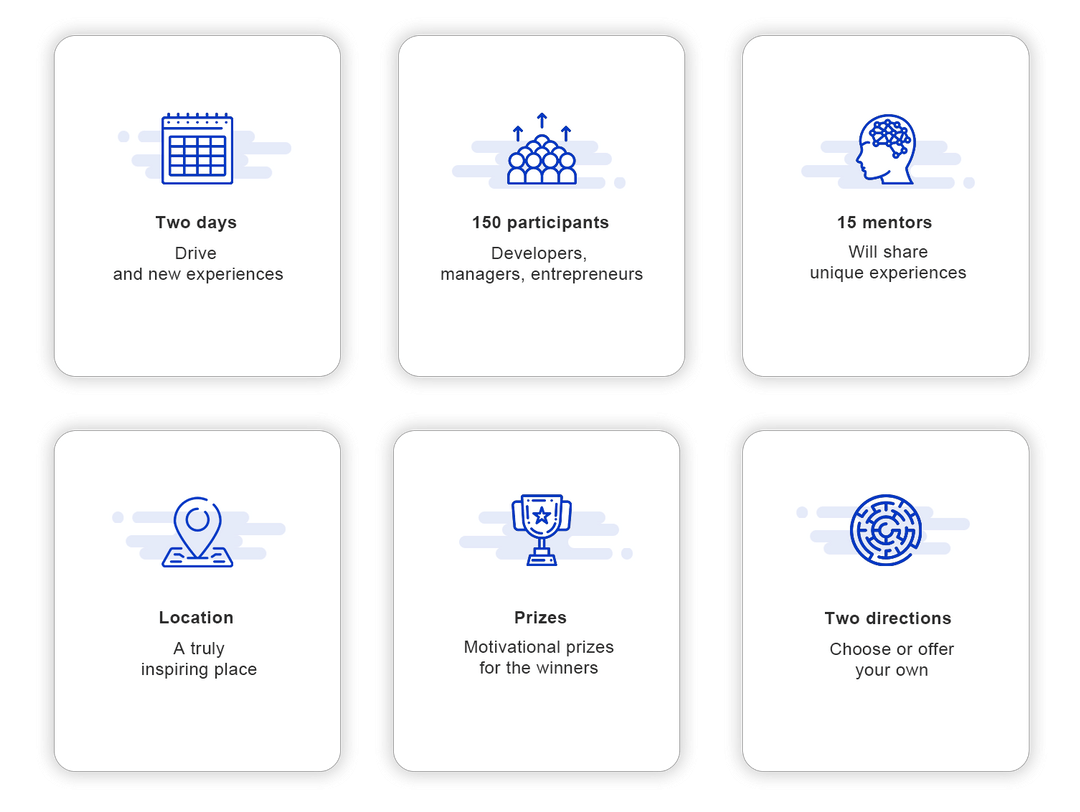 Two days
Drive
and new experiences
150 participants
Developers,
managers, entrepreneurs
15 mentors
Will share
unique experiences
Location
A truly
inspiring place
Prizes
Motivational prizes
for the winners
Two directions
Choose or offer
your own